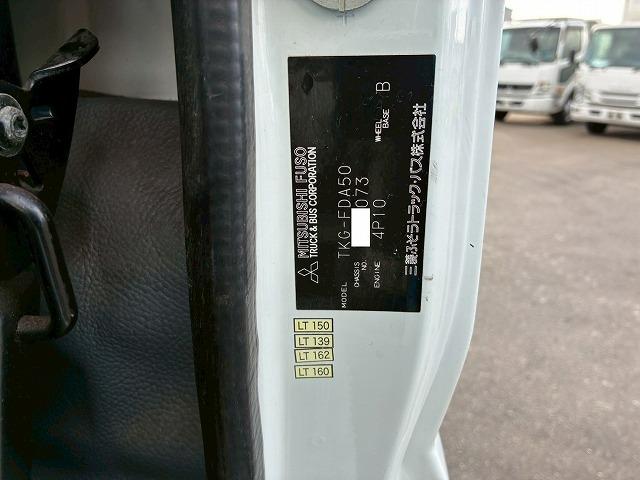 MITSUBISHI FUSO
TRUCK & BUS CORPORATION
MODEL TKG-FDA50
CHASSIS NO. 073
ENGINE 4P10 WHEEL BASE B
三菱ふそうトラック・バス株式会社
LT 150
LT 139
LT 162
LT 160